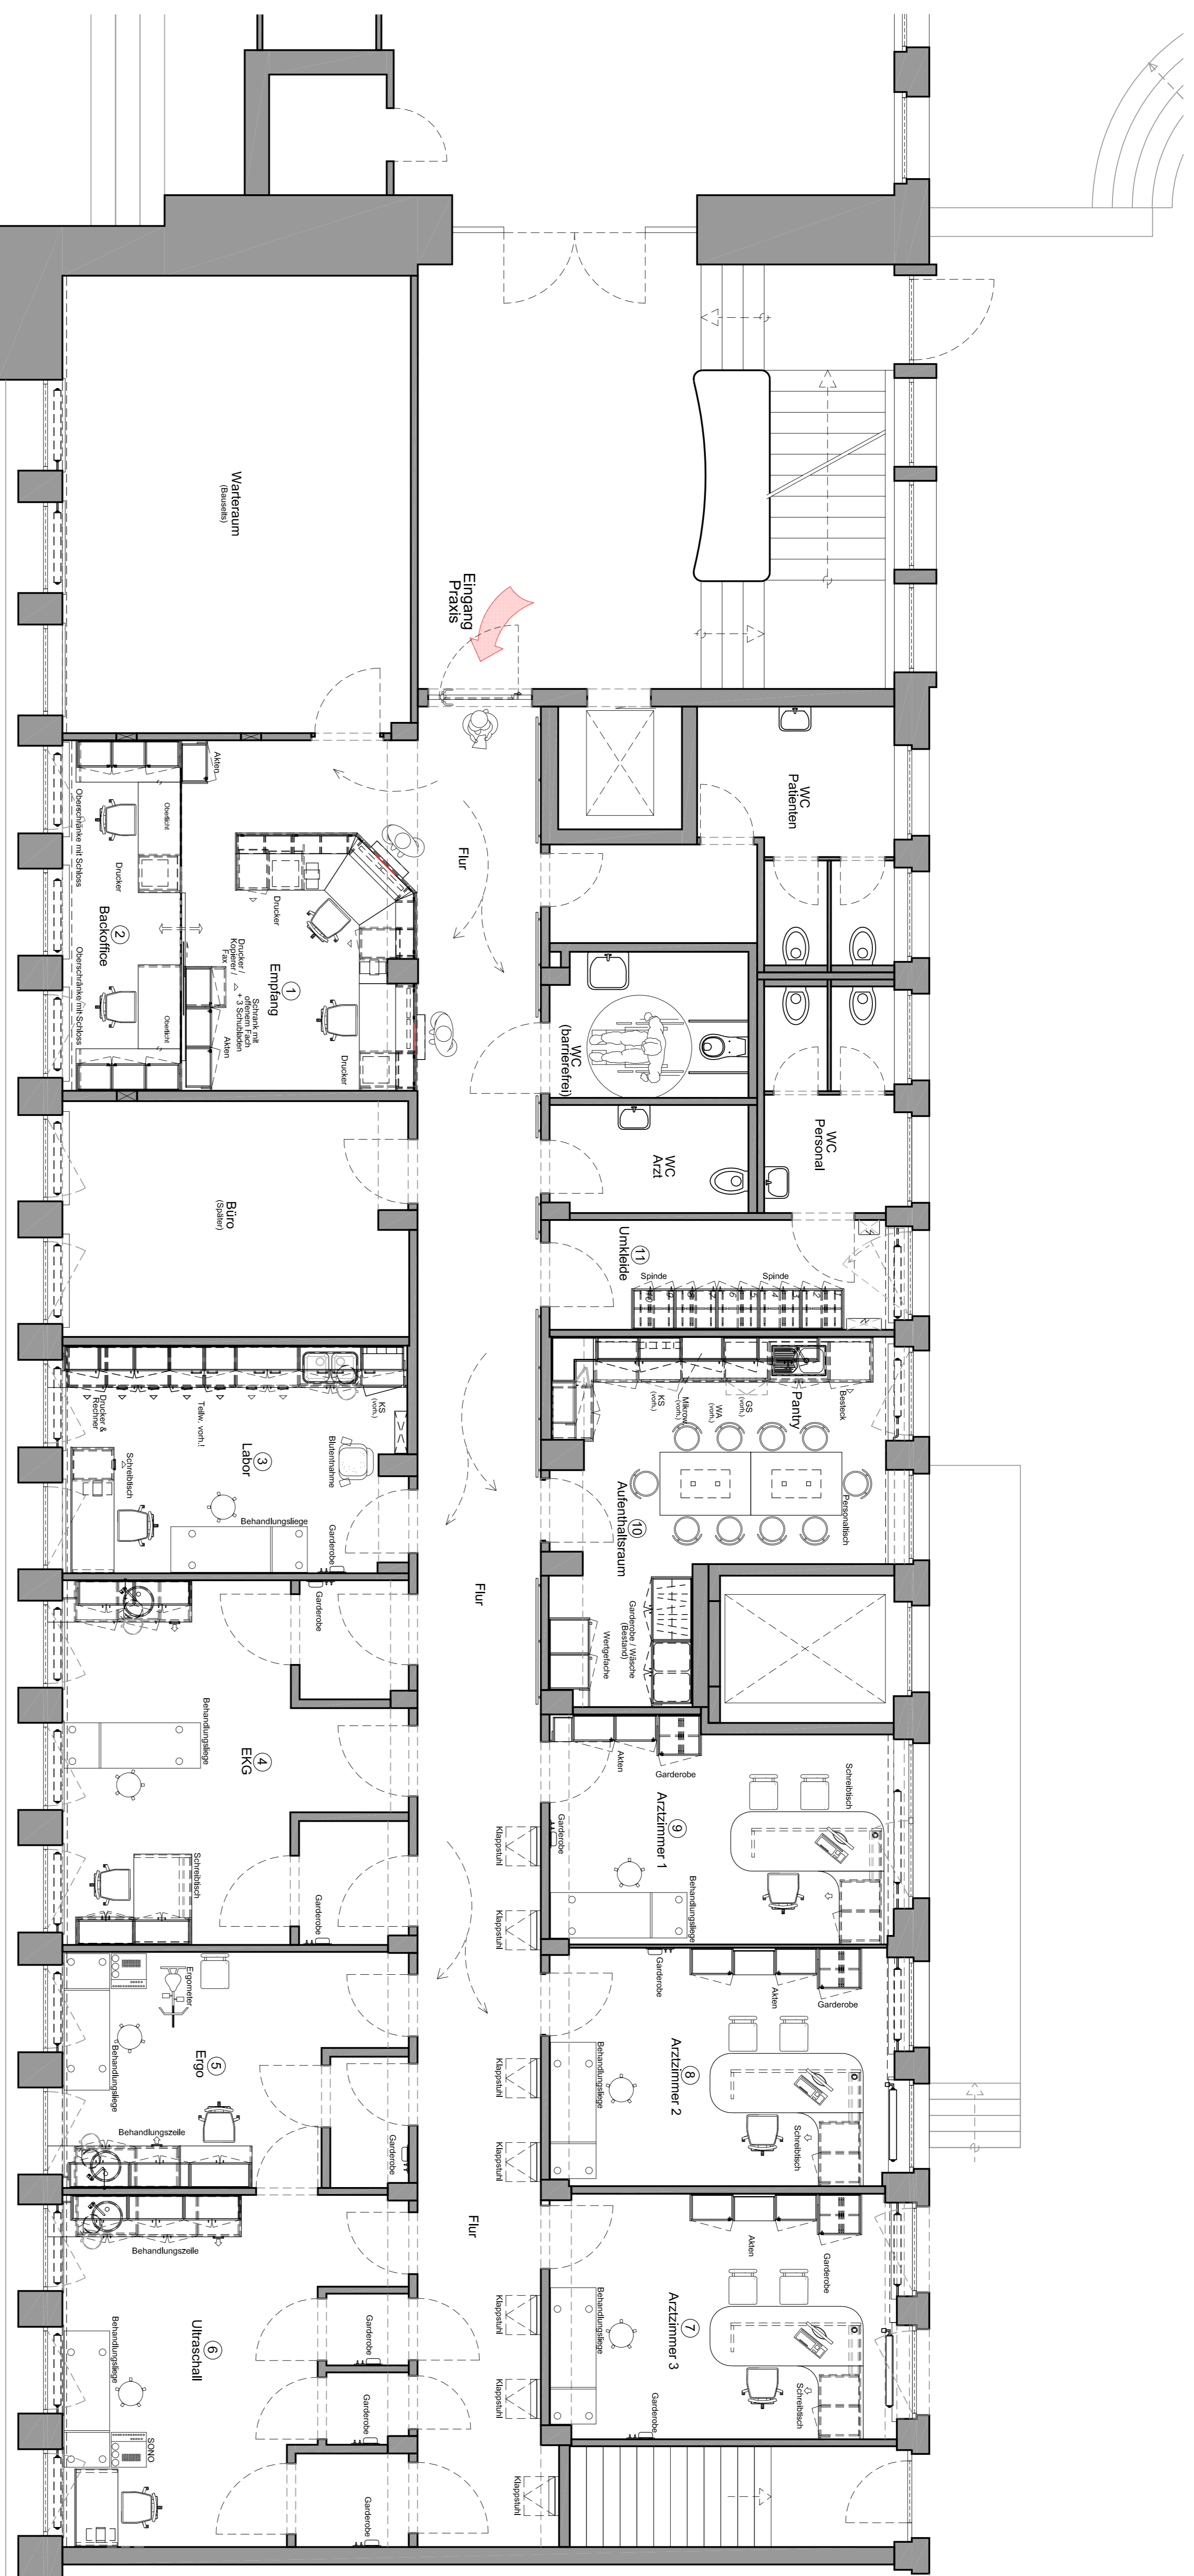 Warteraum
(Bauseits)
Eingang
Praxis
Flur
WC
Patienten
WC
Personal
WC
(barrierefrei)
WC
Arzt
Akten
Oberlicht
Drucker
Oberschränke mit Schloss
2
Backoffice
Oberschränke mit Schloss
Oberlicht
Drucker
1
Empfang
Drucker /
Kopierer /
Fax
Schrank mit
offenem Fach
+ 3 Schubladen
Akten
Drucker
Büro
(Später)
11
Umkleide
Spinde
Spinde
Besteck
Pantry
GS
(vorh.)
WA
(vorh.)
Mikrow.
(vorh.)
KS
(vorh.)
Personaltisch
10
Aufenthaltsraum
Garderobe / Wäsche
(Bestand)
Wertgefache
KS
(vorh.)
Teilw. vorh.!
Drucker &
Rechner
Blutentnahme
3
Labor
Schreibtisch
Behandlungsliege
Garderobe
Flur
Garderobe
Behandlungsliege
4
EKG
Schreibtisch
Garderobe
Akten
Garderobe
Schreibtisch
9
Arztzimmer 1
Garderobe
Behandlungsliege
Klappstuhl
Klappstuhl
Garderobe
Akten
Garderobe
8
Arztzimmer 2
Behandlungsliege
Schreibtisch
Klappstuhl
Klappstuhl
Ergometer
5
Ergo
Behandlungsliege
Behandlungszeile
Garderobe
Flur
Behandlungszeile
6
Ultraschall
Behandlungsliege
SONO
Garderobe
Garderobe
Garderobe
Akten
Garderobe
7
Arztzimmer 3
Behandlungsliege
Schreibtisch
Garderobe
Klappstuhl
Klappstuhl
Klappstuhl